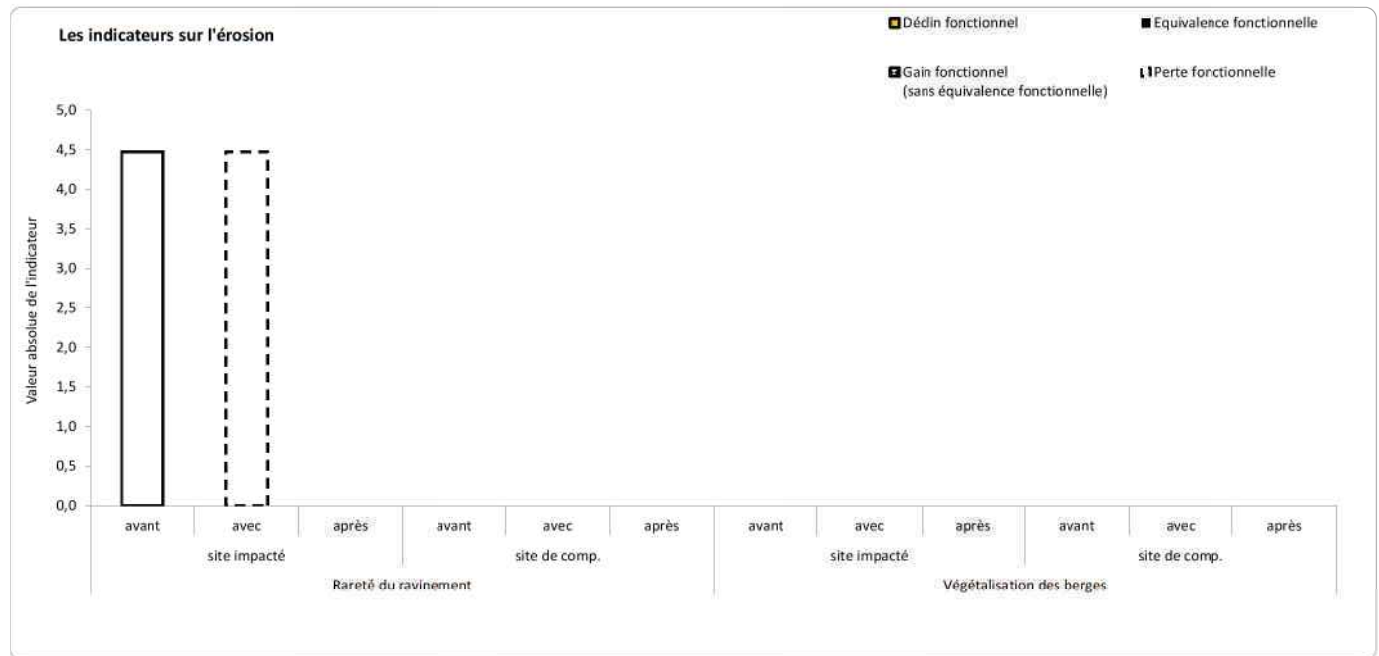 Les indicateurs sur l'érosion
Déclin fonctionnel
Equivalence fonctionnelle
Gain fonctionnel
(sans équivalence fonctionnelle)
Perte fonctionnelle
Valeur absolue de l'indicateur
5,0
4,5
4,0
3,5
3,0
2,5
2,0
1,5
1,0
0,5
0,0
avant avec après avant avec après avant avec après avant avec après
site impacté site de comp. site impacté site de comp.
Rareté du ravinement Végétalisation des berges